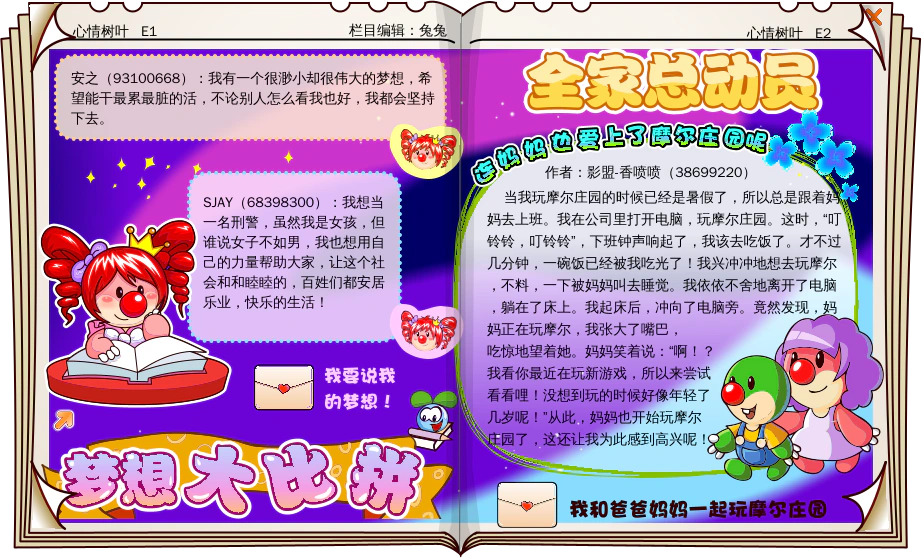 心情树叶 E1
栏目编辑：兔兔
安之（93100668）：我有一个很渺小却很伟大的梦想，希
望能干最累最脏的活，不论别人怎么看我也好，我都会坚持
下去。
SJAY（68398300）：我想当
一名刑警，虽然我是女孩，但
谁说女子不如男，我也想用自
己的力量帮助大家，让这个社
会和和睦睦的，百姓们都安居
乐业，快乐的生活！
我要说我
的梦想！
梦想大比拼
心情树叶 E2
全家总动员
连妈妈也爱上了摩尔庄园呢
作者：影盟·香喷喷（38699220）
当我玩摩尔庄园的时候已经是暑假了，所以总是跟着妈
妈去上班。我在公司里打开电脑，玩摩尔庄园。这时，“叮
铃铃，叮铃铃”，下班钟声响起了，我该去吃饭了。才不过
几分钟，一碗饭已经被我吃光了！我兴冲冲地想去玩摩尔
，不料，一下被妈妈叫去睡觉。我依依不舍地离开了电脑
，躺在了床上。我起床后，冲向了电脑旁。竟然发现，妈
妈正在玩摩尔，我张大了嘴巴，
吃惊地望着她。妈妈笑着说：“啊！？
我看你最近在玩新游戏，所以来尝试
看看哩！没想到玩的时候好像年轻了
几岁呢！”从此，妈妈也开始玩摩尔
庄园了，这还让我为此感到高兴呢！
我和爸爸妈妈一起玩摩尔庄园